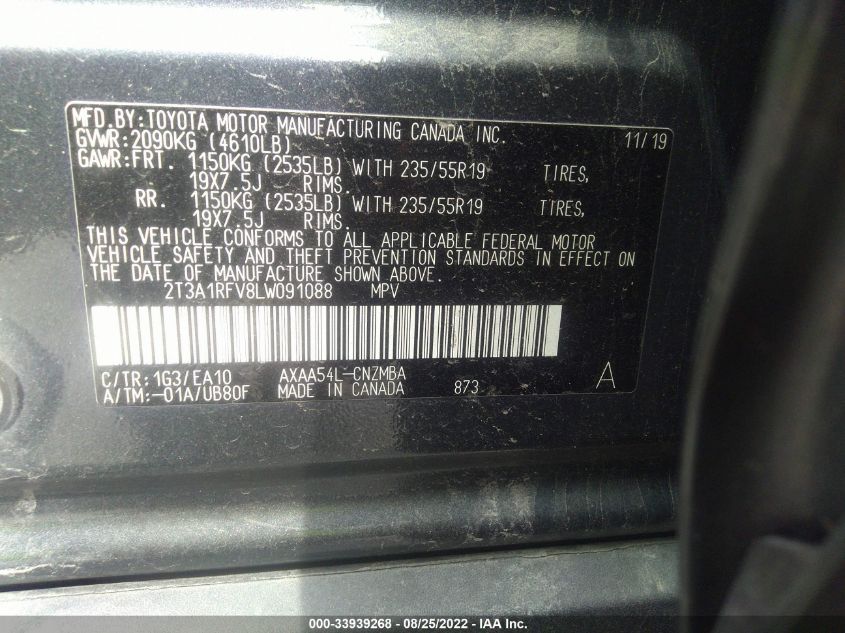 MFD.BY:TOYOTA MOTOR MANUFACTURING CANADA INC. 11/19
GVWR:2090KG (4610LB)
GAWR:FRT. 1150KG (2535LB) WITH 235/55R19 TIRES,
19X7.5J RIMS.
RR. 1150KG (2535LB) WITH 235/55R19 TIRES,
19X7.5J RIMS.
THIS VEHICLE CONFORMS TO ALL APPLICABLE FEDERAL MOTOR
VEHICLE SAFETY AND THEFT PREVENTION STANDARDS IN EFFECT ON
THE DATE OF MANUFACTURE SHOWN ABOVE.
2T3A1RFV8LW091088 MPV
C/TR:1G3/EA10 AXAA54L-CNZMBA
A/TM:-01A/UB80F MADE IN CANADA 873 A
000-33939268 - 08/25/2022 - IAA Inc.